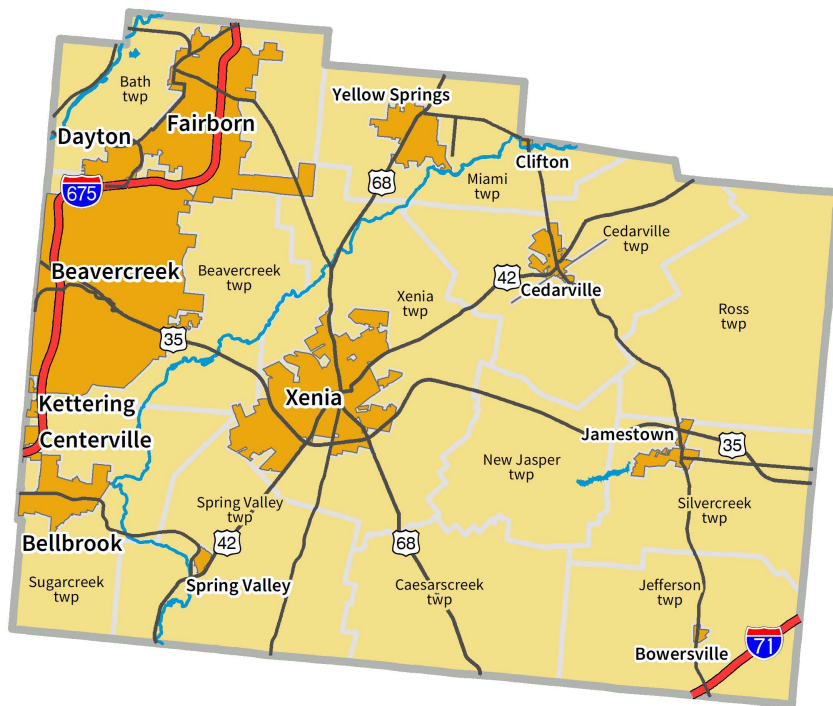 Bath
twp
Yellow Springs
Dayton
Fairborn
Clifton
68
Miami
twp
675
Cedarville
twp
Beavercreek
Beavercreek
twp
42
Cedarville
Xenia
twp
Ross
twp
35
Xenia
Kettering
Centerville
Jamestown
35
New Jasper
twp
Spring Valley
twp
Silvercreek
twp
Bellbrook
42
68
Sugarcreek
twp
Spring Valley
Caesarscreek
twp
Jefferson
twp
71
Bowersville